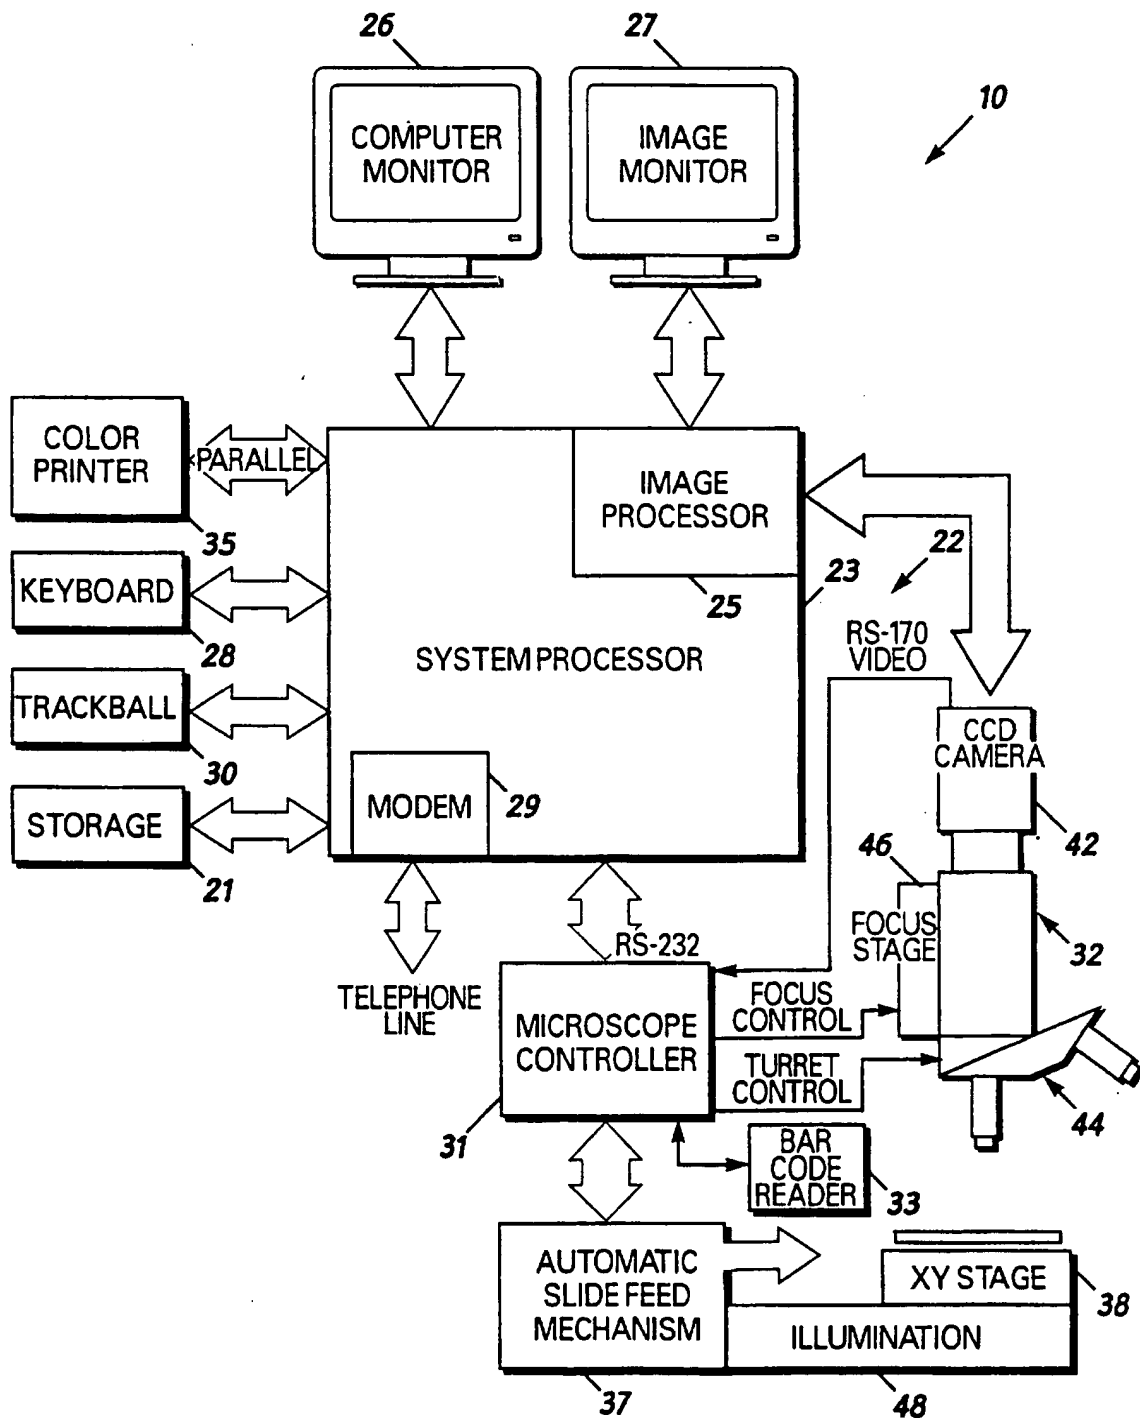 26
27
10
COMPUTER
MONITOR
IMAGE
MONITOR
COLOR
PRINTER
PARALLEL
35
IMAGE
PROCESSOR
22
23
25
KEYBOARD
28
RS-170
VIDEO
SYSTEM PROCESSOR
TRACKBALL
30
CCD
CAMERA
MODEM
29
STORAGE
21
42
46
FOCUS
STAGE
32
RS-232
TELEPHONE
LINE
MICROSCOPE
CONTROLLER
FOCUS
CONTROL
TURRET
CONTROL
44
31
BAR
CODE
READER
33
AUTOMATIC
SLIDE FEED
MECHANISM
XY STAGE
38
ILLUMINATION
37
48